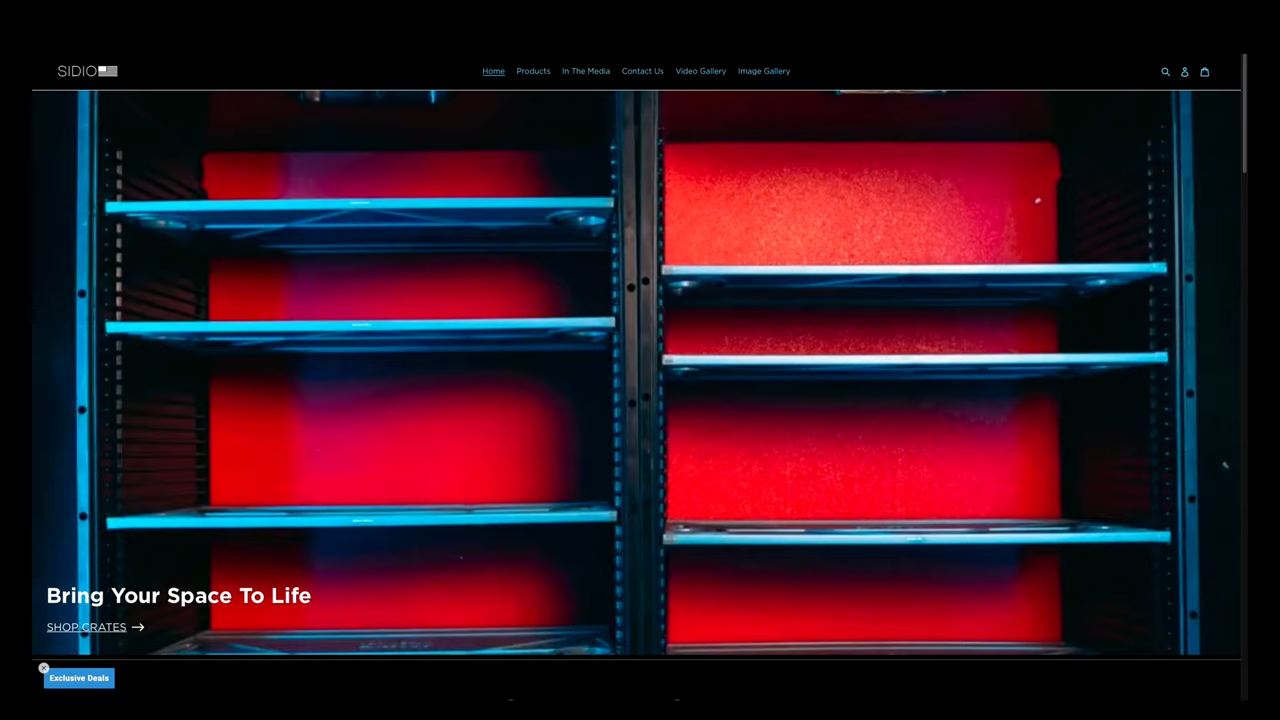 SIDIO
Home Products In The Media Contact Us Video Gallery Image Gallery
Bring Your Space To Life
SHOP CRATES
Exclusive Deals